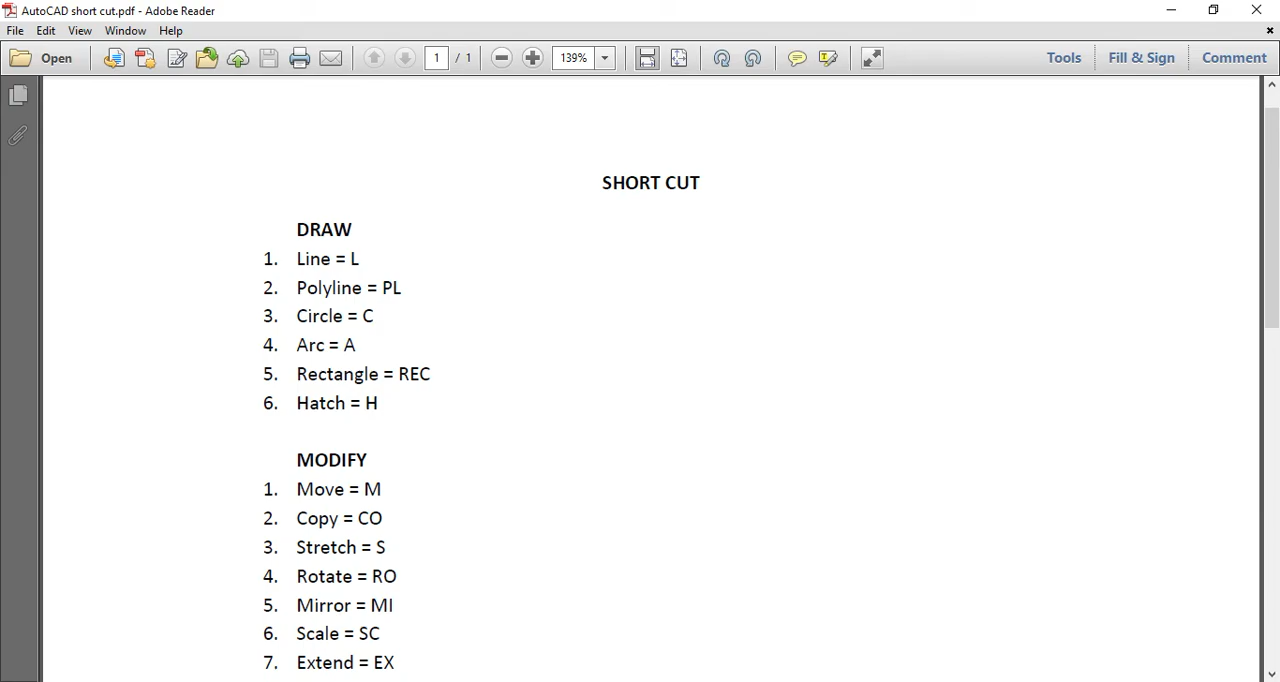 AutoCAD short cut.pdf - Adobe Reader
File Edit View Window Help
Open 1 / 1 139% Tools Fill & Sign Comment
SHORT CUT
DRAW
1. Line = L
2. Polyline = PL
3. Circle = C
4. Arc = A
5. Rectangle = REC
6. Hatch = H
MODIFY
1. Move = M
2. Copy = CO
3. Stretch = S
4. Rotate = RO
5. Mirror = MI
6. Scale = SC
7. Extend = EX